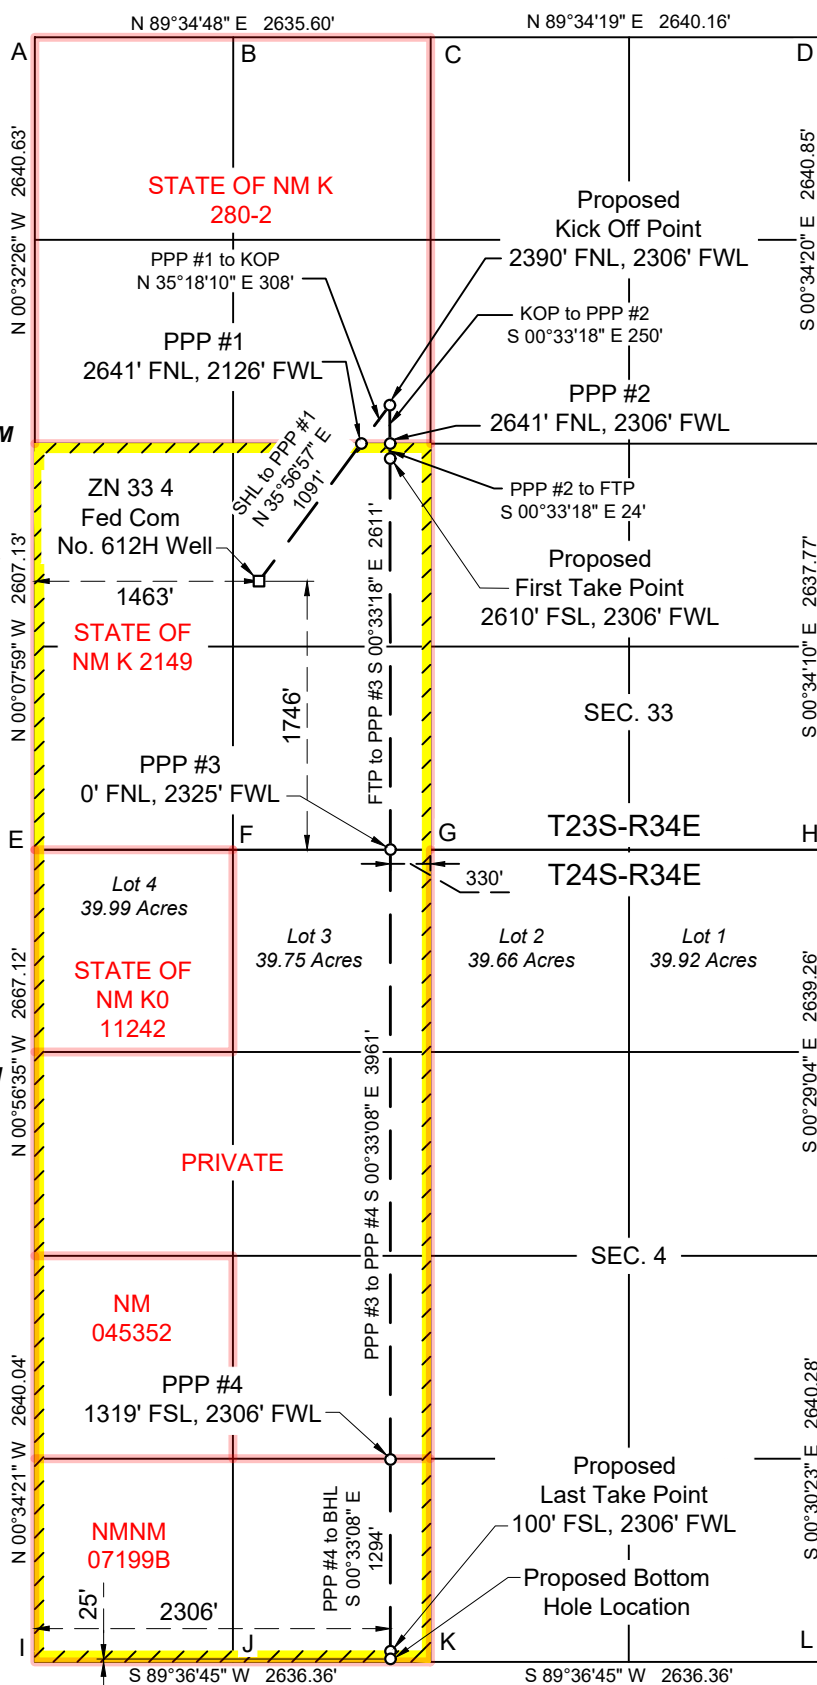 N 89°34'48" E 2635.60'
N 89°34'19" E 2640.16'
A
B
C
D
N 00°32'26" W 2640.63'
S 00°34'20" E 2640.85'
STATE OF NM K
280-2
Proposed
Kick Off Point
2390' FNL, 2306' FWL
PPP #1 to KOP
N 35°18'10" E 308'
KOP to PPP #2
S 00°33'18" E 250'
PPP #1
2641' FNL, 2126' FWL
PPP #2
2641' FNL, 2306' FWL
M
SHL to PPP #1
N 35°56'57" E
1091'
ZN 33 4
Fed Com
No. 612H Well
PPP #2 to FTP
S 00°33'18" E 24'
Proposed
First Take Point
2610' FSL, 2306' FWL
N 00°07'59" W 2607.13'
S 00°34'10" E 2637.77'
1463'
STATE OF
NM K 2149
FTP to PPP #3 S 00°33'18" E 2611'
1746'
SEC. 33
PPP #3
0' FNL, 2325' FWL
E
F
G
H
T23S-R34E
T24S-R34E
330'
Lot 4
39.99 Acres
Lot 3
39.75 Acres
Lot 2
39.66 Acres
Lot 1
39.92 Acres
STATE OF
NM K0
11242
N 00°56'35" W 2667.12'
S 00°29'04" E 2639.26'
PPP #3 to PPP #4 S 00°33'08" E 3961'
PRIVATE
SEC. 4
NM
045352
PPP #4
1319' FSL, 2306' FWL
N 00°34'21" W 2640.04'
S 00°30'23" E 2640.28'
Proposed
Last Take Point
100' FSL, 2306' FWL
NMNM
07199B
PPP #4 to BHL
S 00°33'08" E
1294'
Proposed Bottom
Hole Location
25'
2306'
I
J
K
L
S 89°36'45" W 2636.36'
S 89°36'45" W 2636.36'